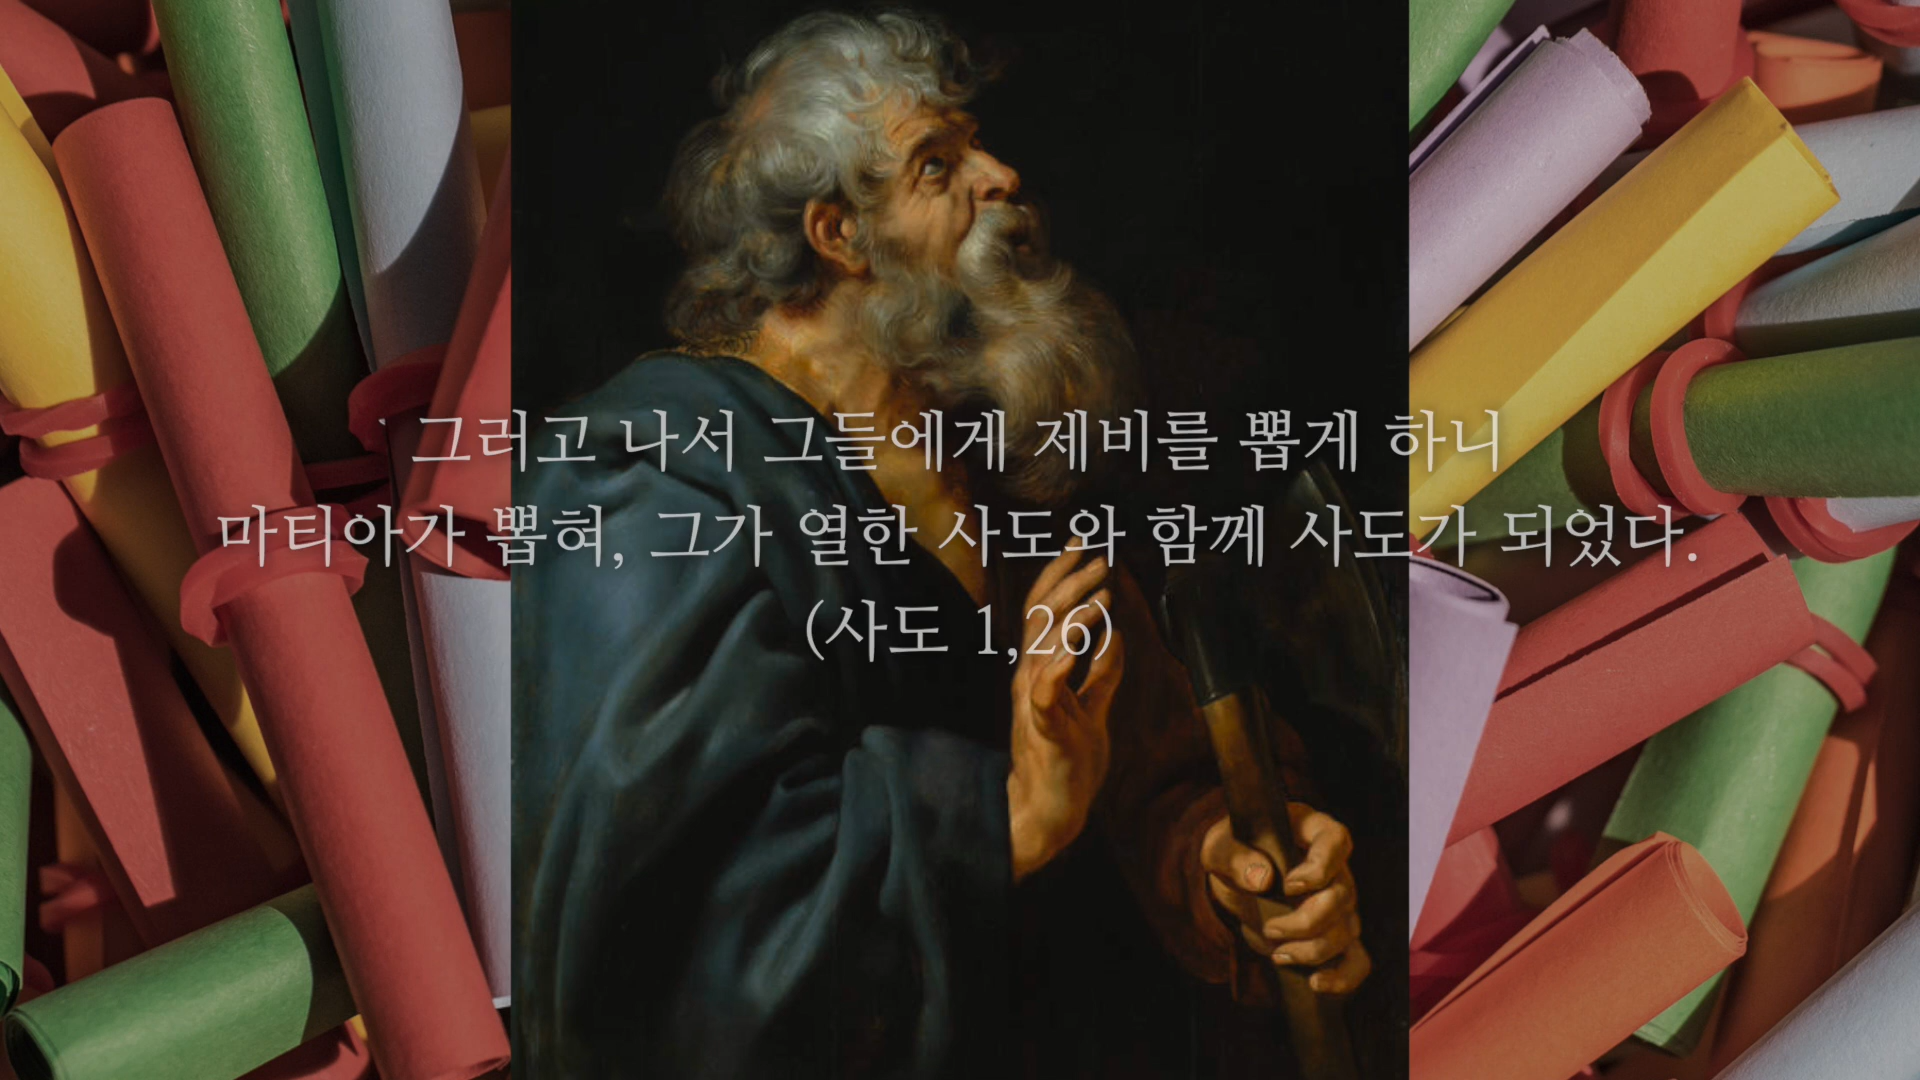 그러고 나서 그들에게 제비를 뽑게 하니
마티아가 뽑혀, 그가 열한 사도와 함께 사도가 되었다.
(사도 1,26)